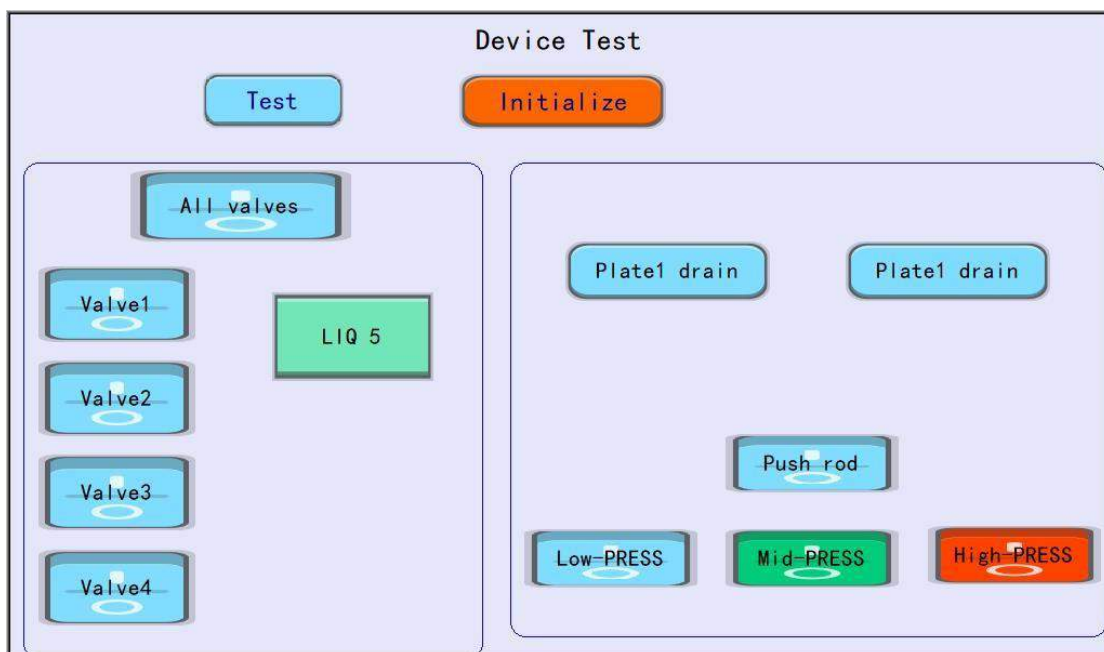 Device Test
Test
Initialize
All valves
Valve1
LIQ 5
Valve2
Valve3
Valve4
Plate1 drain
Plate1 drain
Push rod
Low-PRESS
Mid-PRESS
High-PRESS